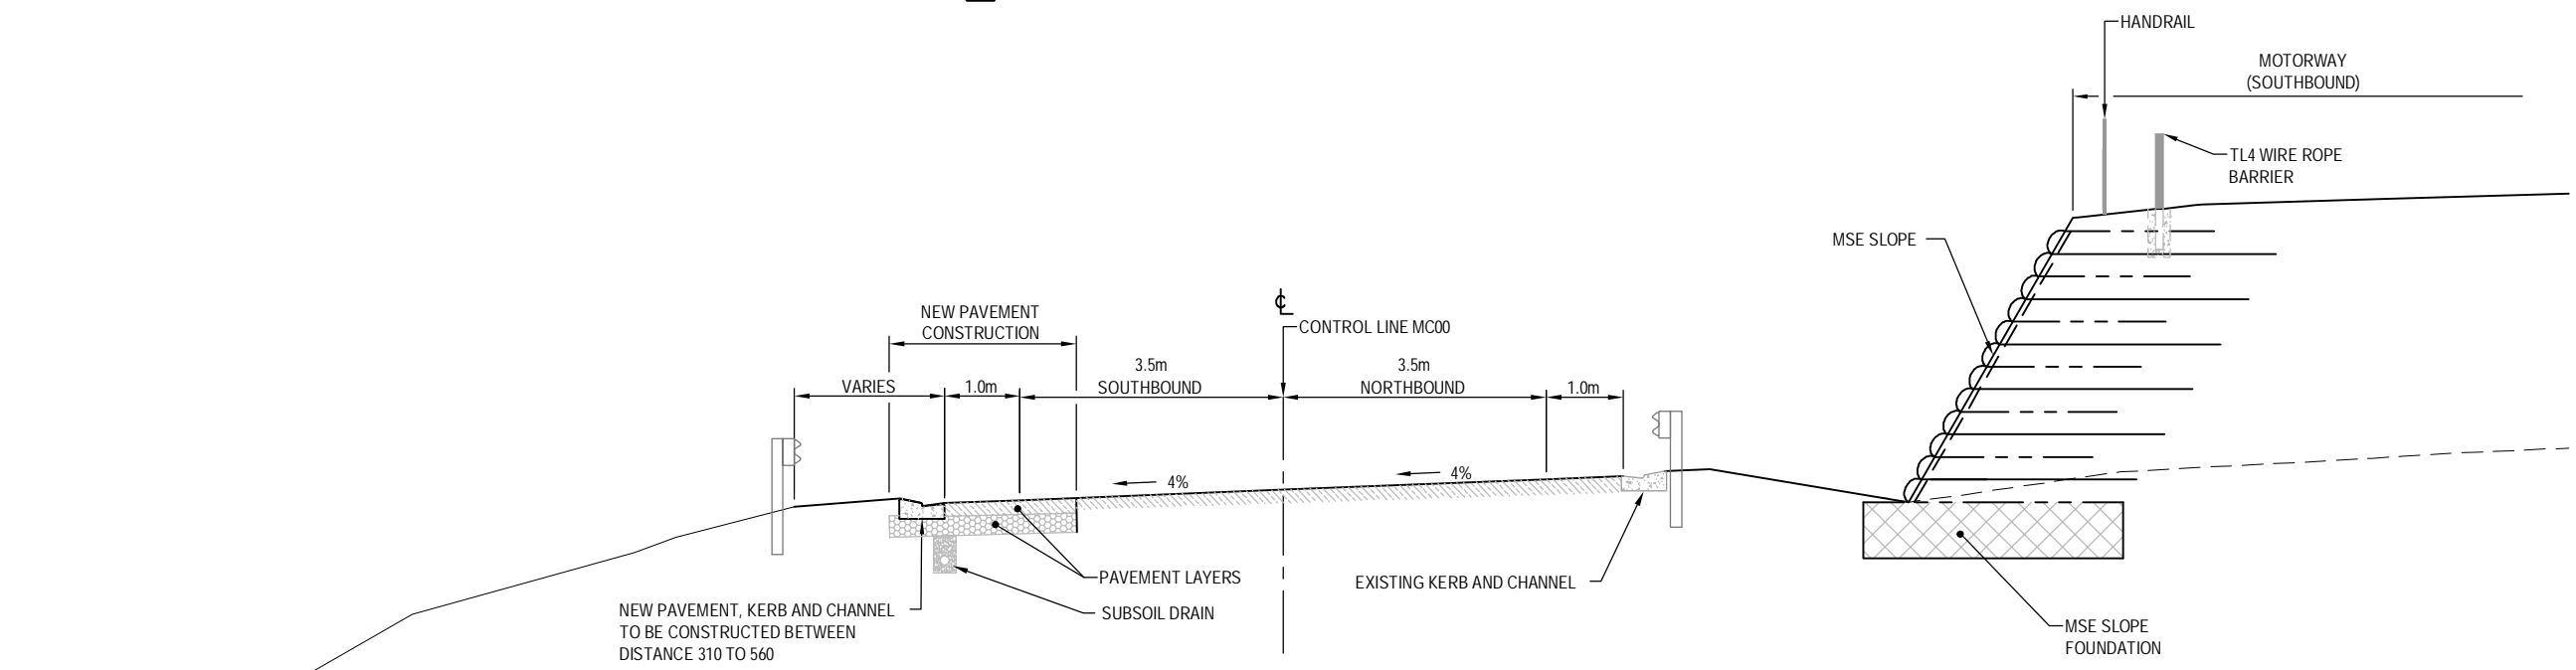 HANDRAIL
MOTORWAY
(SOUTHBOUND)
TL4 WIRE ROPE
BARRIER
MSE SLOPE
NEW PAVEMENT
CONSTRUCTION
℄
CONTROL LINE MC00
VARIES
1.0m
3.5m
SOUTHBOUND
3.5m
NORTHBOUND
1.0m
4%
4%
PAVEMENT LAYERS
SUBSOIL DRAIN
EXISTING KERB AND CHANNEL
NEW PAVEMENT, KERB AND CHANNEL
TO BE CONSTRUCTED BETWEEN
DISTANCE 310 TO 560
MSE SLOPE
FOUNDATION